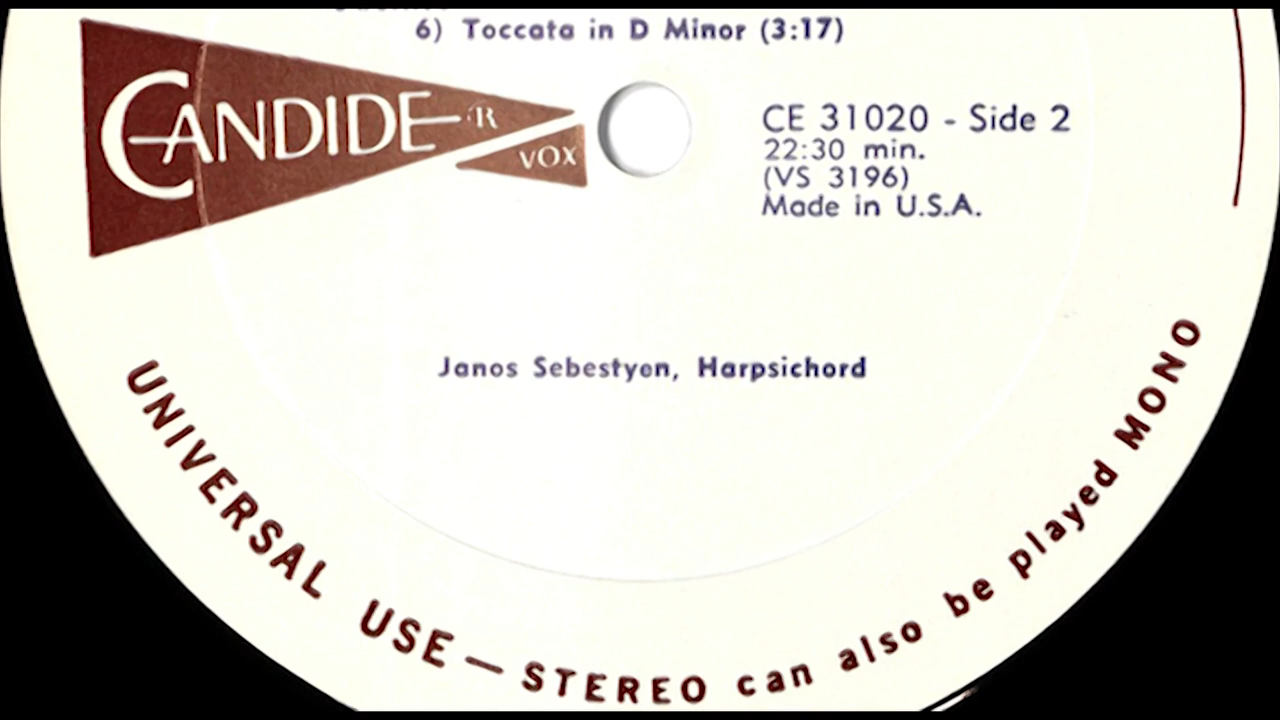 6) Toccata in D Minor (3:17)
CANDIDE R
VOX
CE 31020 - Side 2
22:30 min.
(VS 3196)
Made in U.S.A.
Janos Sebestyen, Harpsichord
UNIVERSAL USE — STEREO can also be played MONO